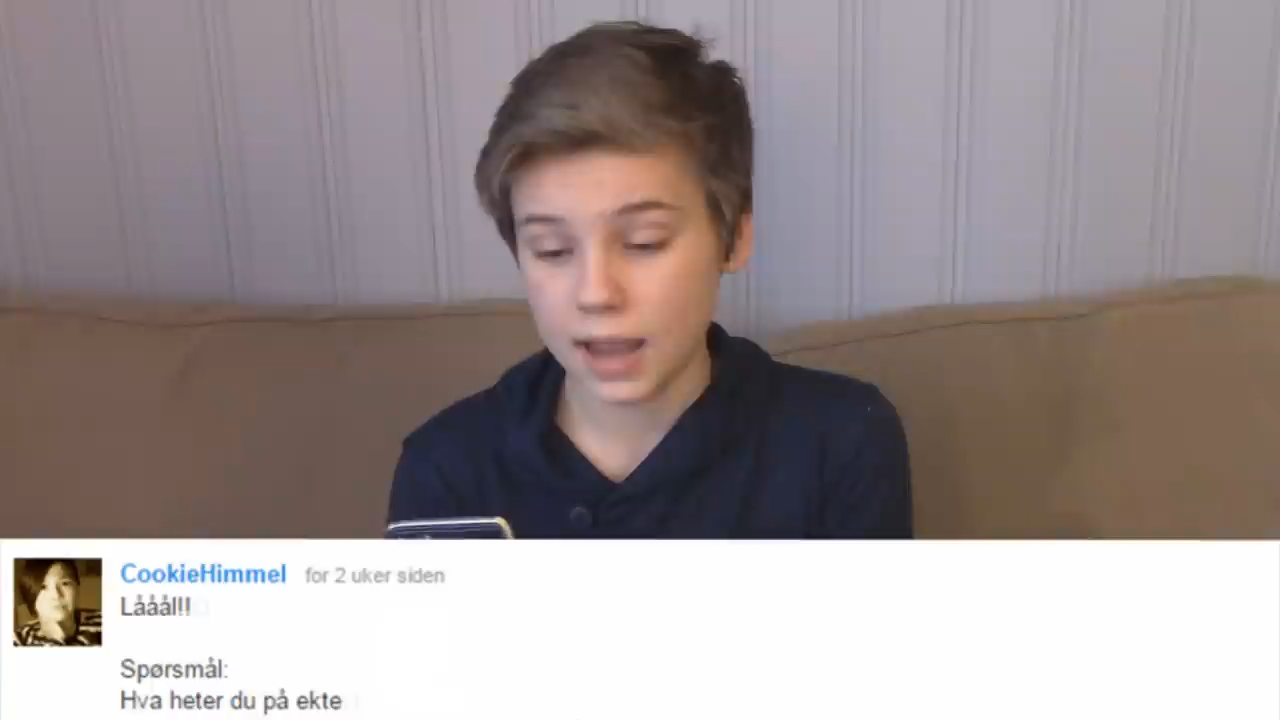 CookieHimmel for 2 uker siden
Lååål!!
Spørsmål:
Hva heter du på ekte